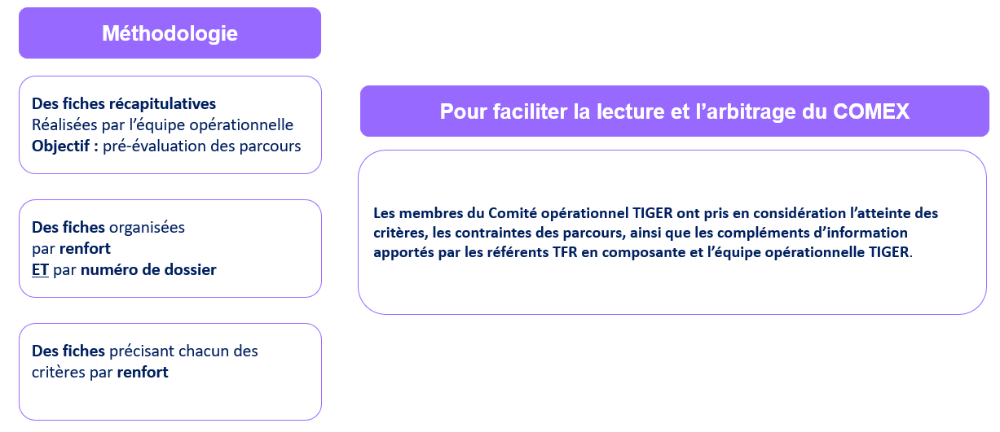 Méthodologie
Des fiches récapitulatives
Réalisées par l’équipe opérationnelle
Objectif : pré-évaluation des parcours
Des fiches organisées
par renfort
ET par numéro de dossier
Des fiches précisant chacun des
critères par renfort
Pour faciliter la lecture et l’arbitrage du COMEX
Les membres du Comité opérationnel TIGER ont pris en considération l’atteinte des
critères, les contraintes des parcours, ainsi que les compléments d’information
apportés par les référents TFR en composante et l’équipe opérationnelle TIGER.